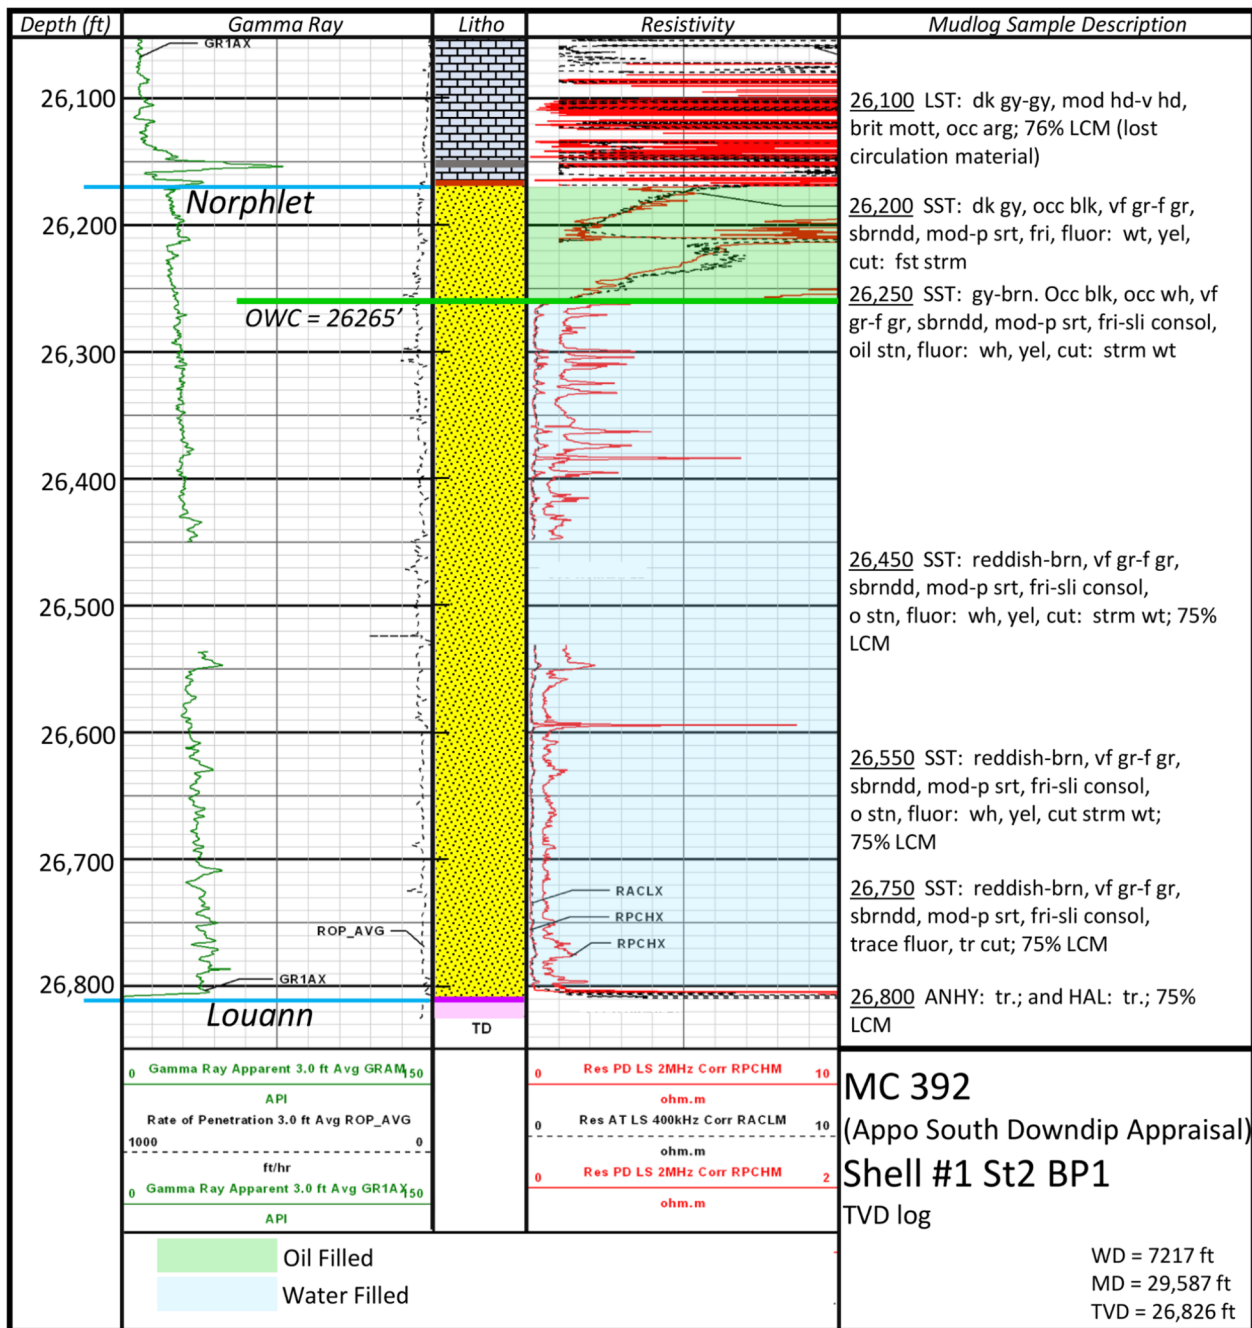 Depth (ft) Gamma Ray Litho Resistivity Mudlog Sample Description
GR1AX
26,100
26,100 LST: dk gy-gy, mod hd-v hd,
brit mott, occ arg; 76% LCM (lost
circulation material)
Norphlet
26,200
26,200 SST: dk gy, occ blk, vf gr-f gr,
sbrndd, mod-p srt, fri, fluor: wt, yel,
cut: fst strm
OWC = 26265'
26,250 SST: gy-brn. Occ blk, occ wh, vf
gr-f gr, sbrndd, mod-p srt, fri-sli consol,
oil stn, fluor: wh, yel, cut: strm wt
26,300
26,400
26,450 SST: reddish-brn, vf gr-f gr,
sbrndd, mod-p srt, fri-sli consol,
o stn, fluor: wh, yel, cut: strm wt; 75%
LCM
26,500
26,600
26,550 SST: reddish-brn, vf gr-f gr,
sbrndd, mod-p srt, fri-sli consol,
o stn, fluor: wh, yel, cut strm wt;
75% LCM
26,700
RACLX
RPCHX
RPCHX
ROP_AVG
26,750 SST: reddish-brn, vf gr-f gr,
sbrndd, mod-p srt, fri-sli consol,
trace fluor, tr cut; 75% LCM
26,800
GR1AX
26,800 ANHY: tr.; and HAL: tr.; 75%
LCM
Louann
TD
0 Gamma Ray Apparent 3.0 ft Avg GRAM 150
API
Rate of Penetration 3.0 ft Avg ROP_AVG
1000 0
ft/hr
0 Gamma Ray Apparent 3.0 ft Avg GR1AX 150
API
0 Res PD LS 2MHz Corr RPCHM 10
ohm.m
0 Res AT LS 400kHz Corr RACLM 10
ohm.m
0 Res PD LS 2MHz Corr RPCHM 2
ohm.m
Oil Filled
Water Filled
MC 392
(Appo South Downdip Appraisal)
Shell #1 St2 BP1
TVD log
WD = 7217 ft
MD = 29,587 ft
TVD = 26,826 ft